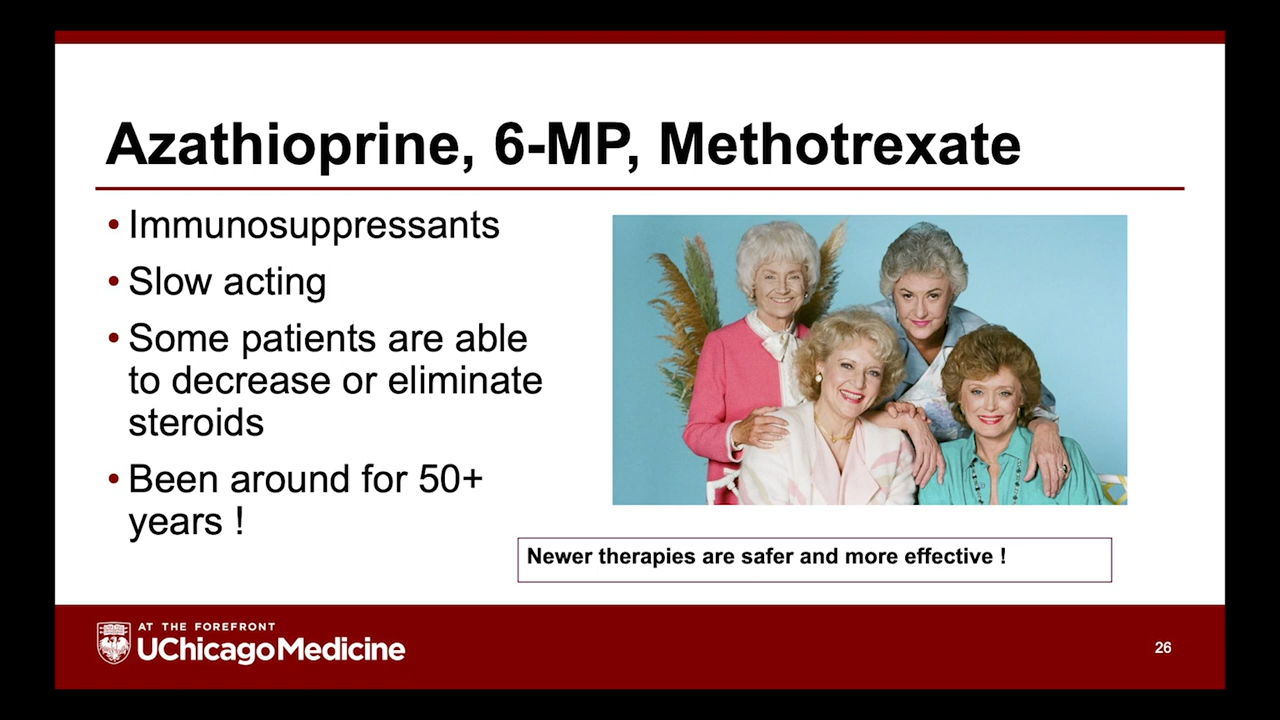 Azathioprine, 6-MP, Methotrexate
• Immunosuppressants
• Slow acting
• Some patients are able
to decrease or eliminate
steroids
• Been around for 50+
years !
Newer therapies are safer and more effective !
AT THE FOREFRONT
UChicagoMedicine
26